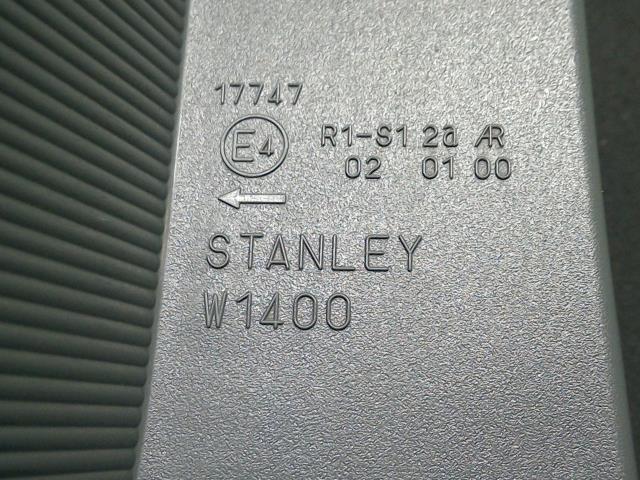 17747
E4 R1-S1 2a AR
02 01 00
←
STANLEY
W1400